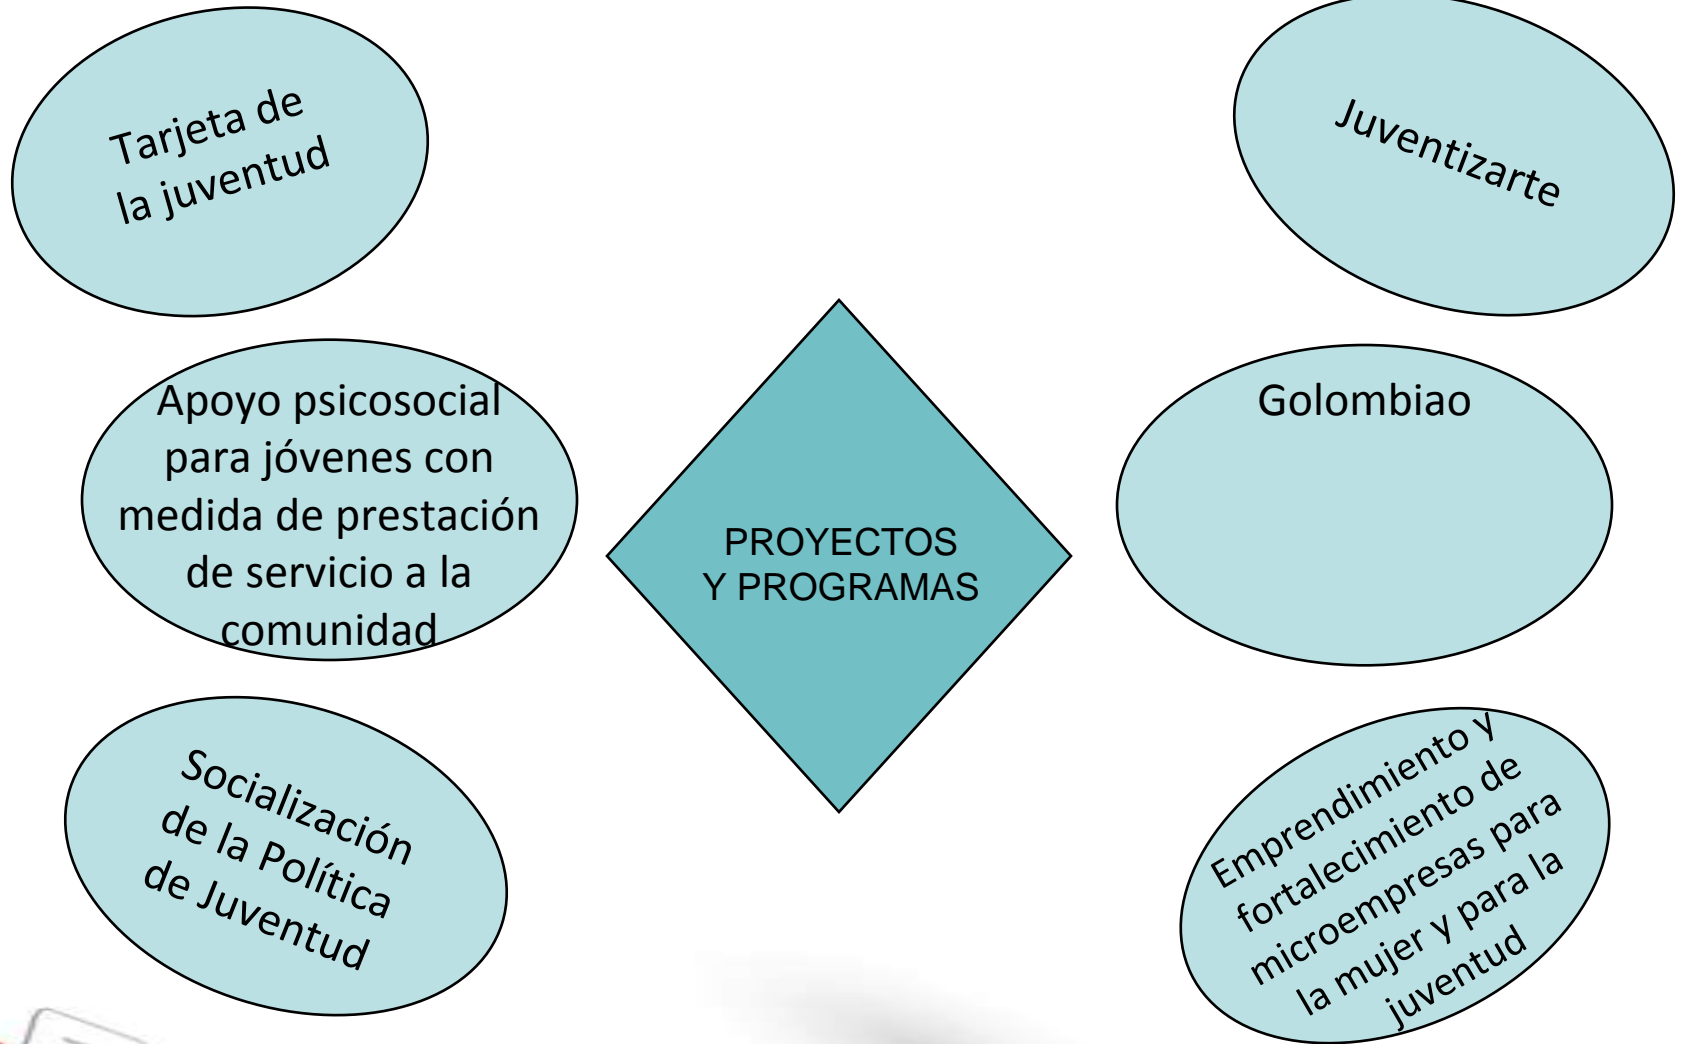 Tarjeta de
la juventud
Juventizarte
Apoyo psicosocial
para jóvenes con
medida de prestación
de servicio a la
comunidad
Golombiao
PROYECTOS
Y PROGRAMAS
Socialización
de la Política
de Juventud
Emprendimiento y
fortalecimiento de
microempresas para
la mujer y para la
juventud